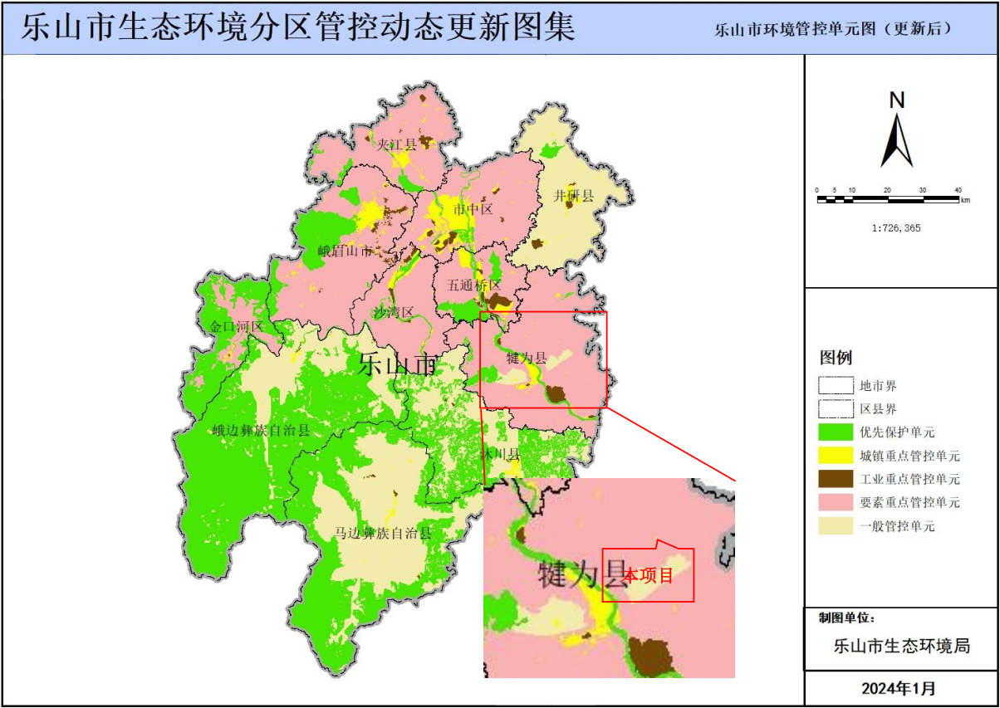 乐山市生态环境分区管控动态更新图集
乐山市环境管控单元图（更新后）
N
0 5 10 20 30 40
km
1:726,365
夹江县
井研县
市中区
峨眉山市
五通桥区
沙湾区
金口河区
乐山市
犍为县
峨边彝族自治县
沐川县
马边彝族自治县
犍为县
本项目
图例
地市界
区县界
优先保护单元
城镇重点管控单元
工业重点管控单元
要素重点管控单元
一般管控单元
制图单位：
乐山市生态环境局
2024年1月